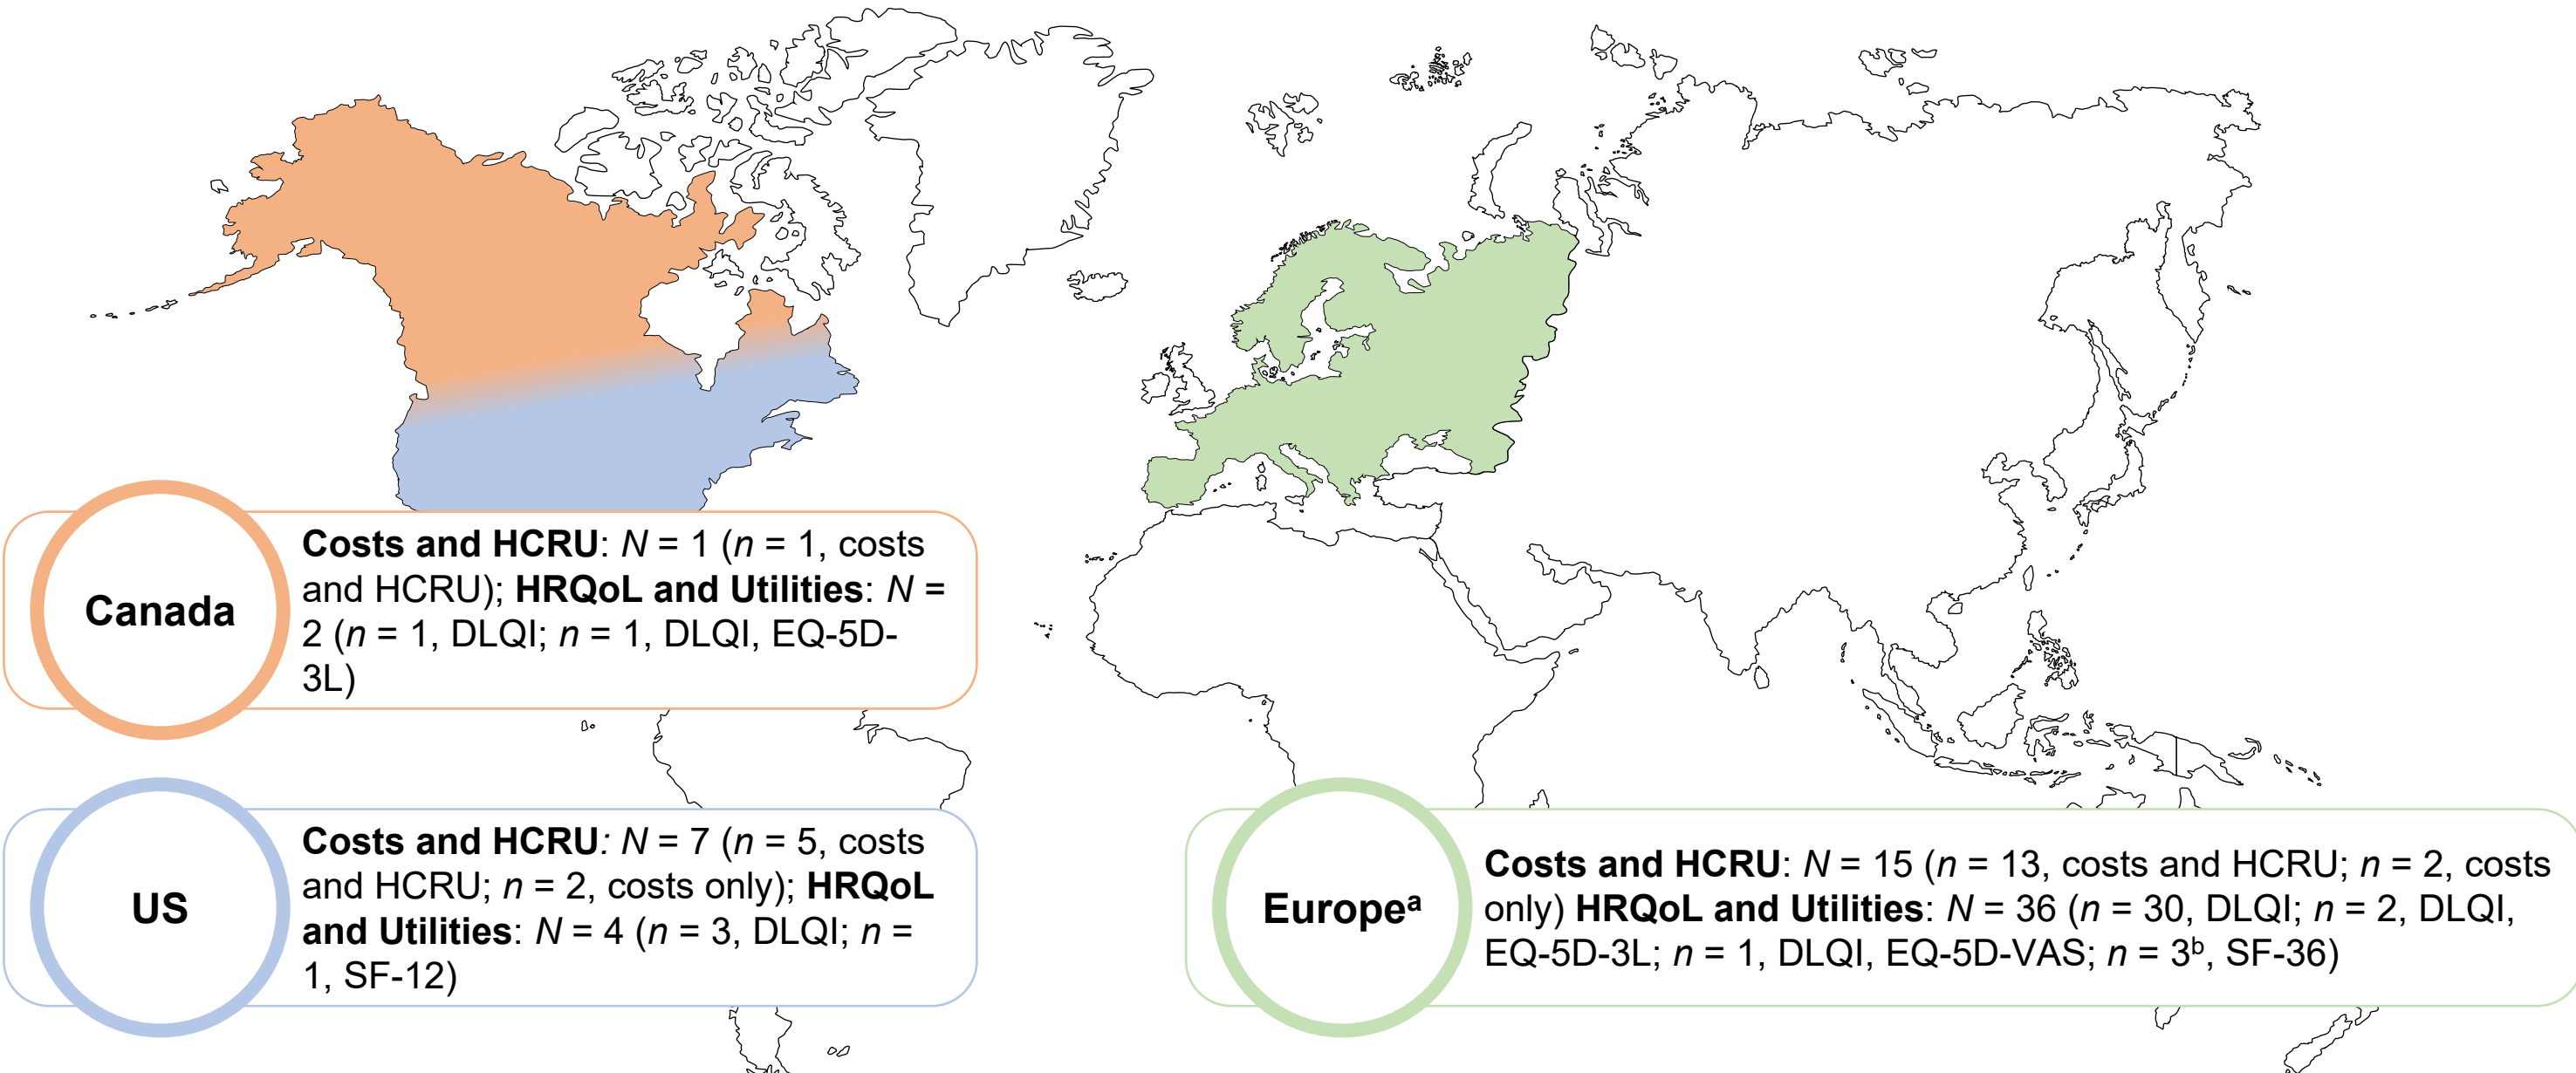 Canada
Costs and HCRU: N = 1 (n = 1, costs
and HCRU); HRQoL and Utilities: N =
2 (n = 1, DLQI; n = 1, DLQI, EQ-5D-
3L)
US
Costs and HCRU: N = 7 (n = 5, costs
and HCRU; n = 2, costs only); HRQoL
and Utilities: N = 4 (n = 3, DLQI; n =
1, SF-12)
Europeᵃ
Costs and HCRU: N = 15 (n = 13, costs and HCRU; n = 2, costs
only) HRQoL and Utilities: N = 36 (n = 30, DLQI; n = 2, DLQI,
EQ-5D-3L; n = 1, DLQI, EQ-5D-VAS; n = 3ᵇ, SF-36)